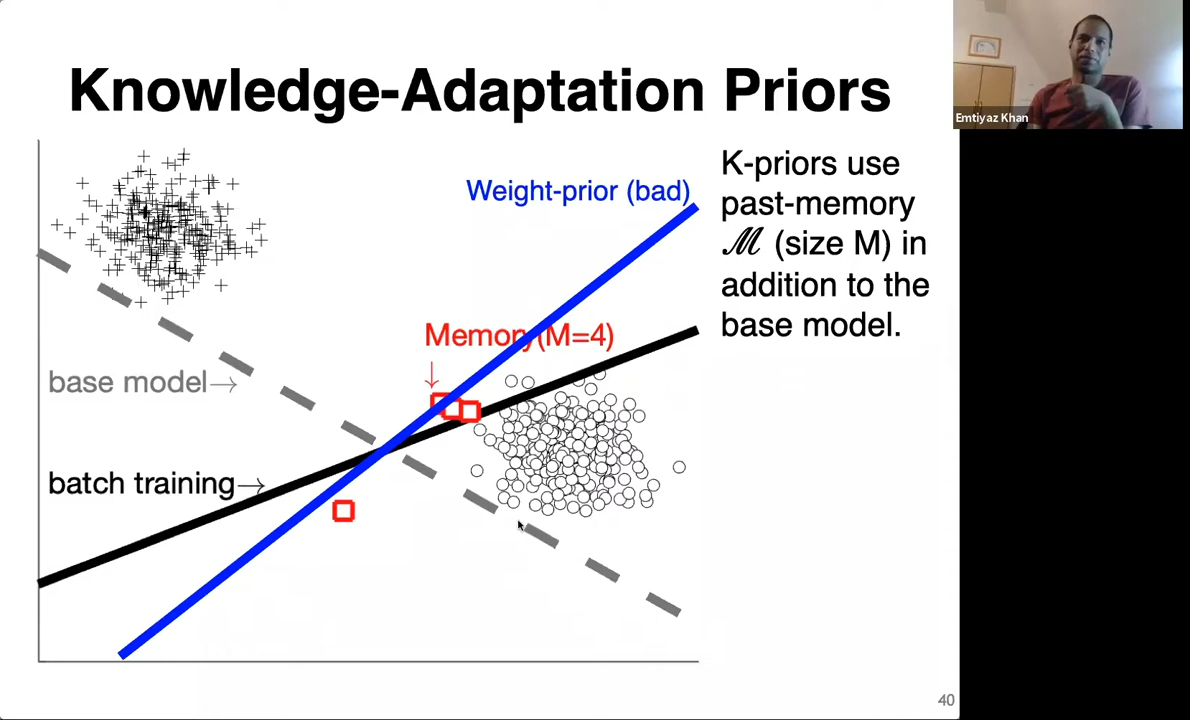 Knowledge-Adaptation Priors
Emtiyaz Khan
Weight-prior (bad)
K-priors use
past-memory
ℳ (size M) in
addition to the
base model.
Memory(M=4)
base model→
batch training→
40